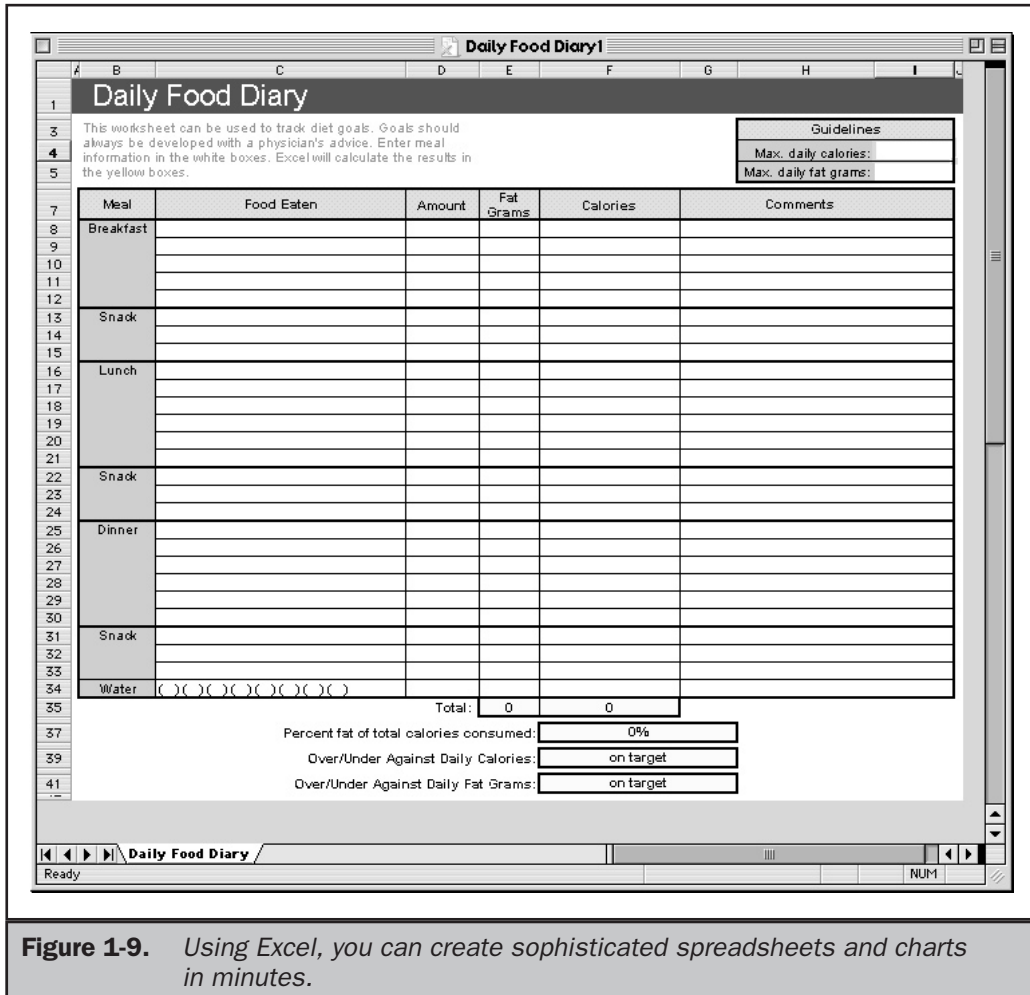 Daily Food Diary1
A B C D E F G H I J
1 Daily Food Diary
3 This worksheet can be used to track diet goals. Goals should Guidelines
always be developed with a physician's advice. Enter meal
4 information in the white boxes. Excel will calculate the results in Max. daily calories:
5 the yellow boxes. Max. daily fat grams:
7 Meal Food Eaten Amount Fat Grams Calories Comments
8 Breakfast
9
10
11
12
13 Snack
14
15
16 Lunch
17
18
19
20
21
22 Snack
23
24
25 Dinner
26
27
28
29
30
31 Snack
32
33
34 Water ( )( )( )( )( )( )( )( )
35 Total: 0 0
37 Percent fat of total calories consumed: 0%
39 Over/Under Against Daily Calories: on target
41 Over/Under Against Daily Fat Grams: on target
Daily Food Diary
Ready NUM
Figure 1-9. Using Excel, you can create sophisticated spreadsheets and charts
in minutes.